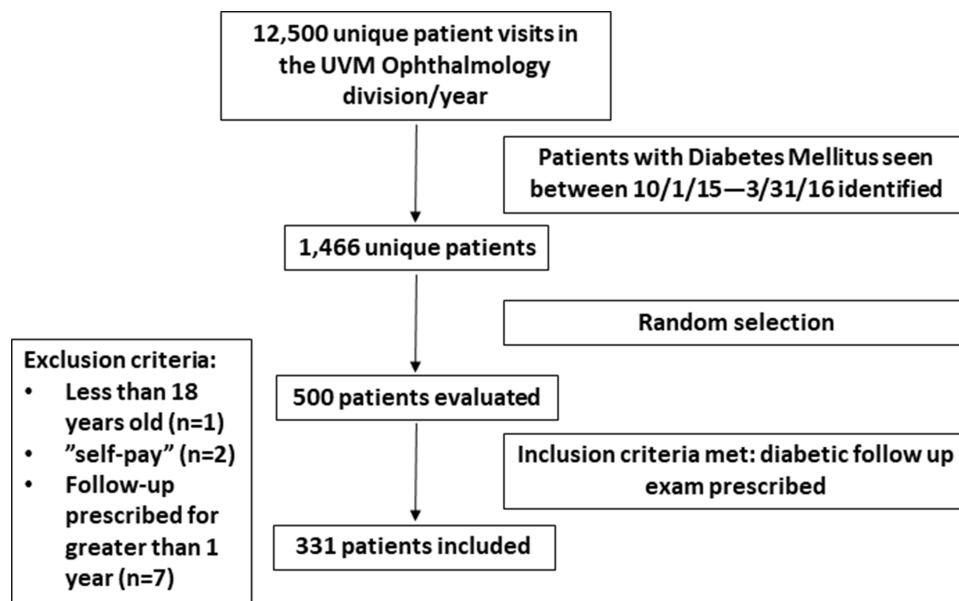 12,500 unique patient visits in
the UVM Ophthalmology
division/year
Patients with Diabetes Mellitus seen
between 10/1/15—3/31/16 identified
1,466 unique patients
Random selection
Exclusion criteria:
• Less than 18
years old (n=1)
• ”self-pay” (n=2)
• Follow-up
prescribed for
greater than 1
year (n=7)
500 patients evaluated
Inclusion criteria met: diabetic follow up
exam prescribed
331 patients included